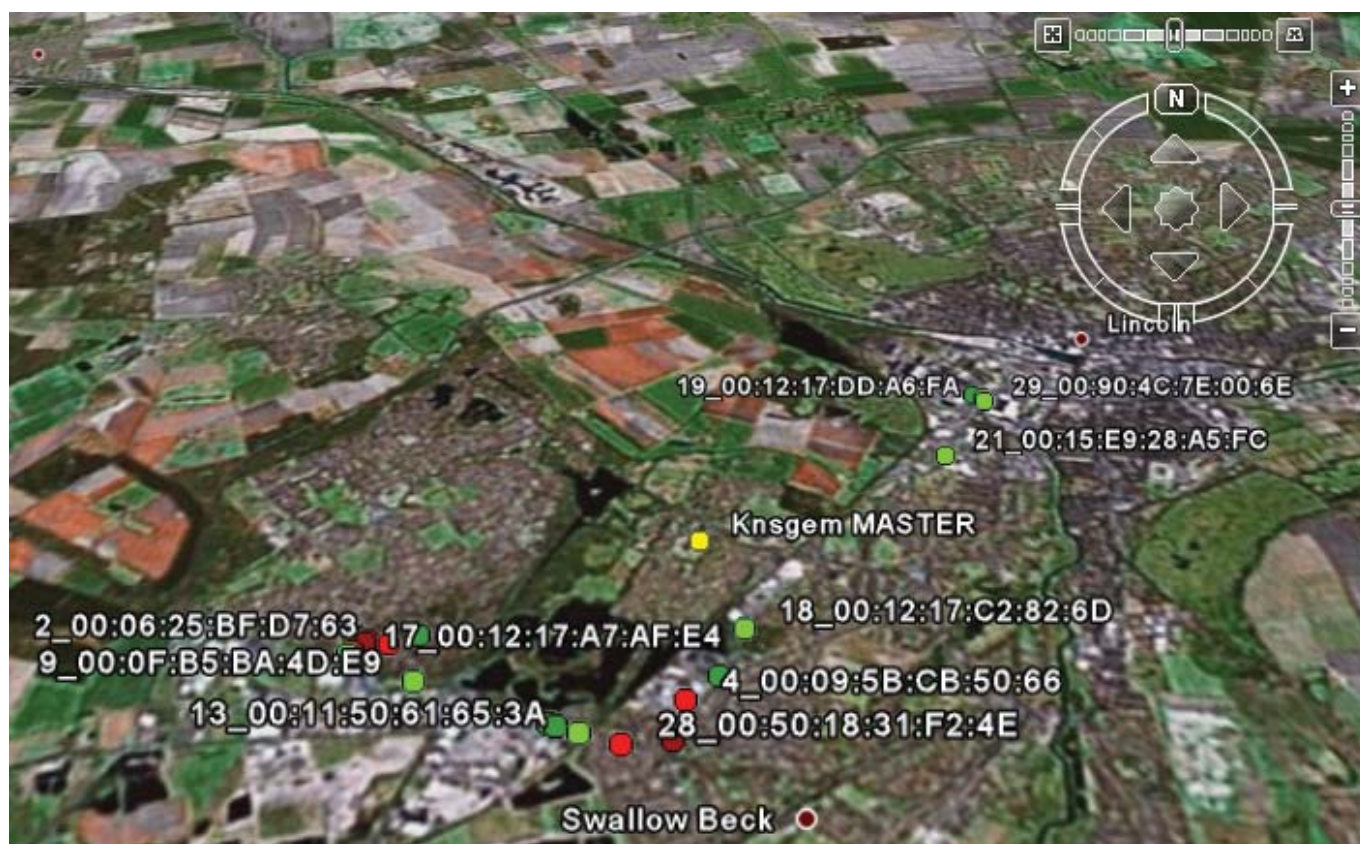 N
Lincoln
19_00:12:17:DD:A6:FA
29_00:90:4C:7E:00:6E
21_00:15:E9:28:A5:FC
Knsgem MASTER
18_00:12:17:C2:82:6D
2_00:06:25:BF:D7:63
17_00:12:17:A7:AF:E4
9_00:0F:B5:BA:4D:E9
4_00:09:5B:CB:50:66
13_00:11:50:61:65:3A
28_00:50:18:31:F2:4E
Swallow Beck